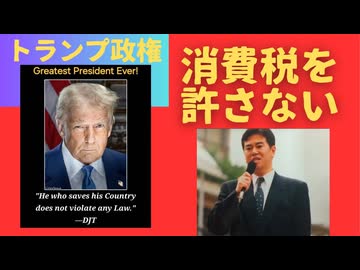 トランプ政権
Greatest President Ever!
"He who saves his Country
does not violate any Law."
—DJT
消費税を
許さない